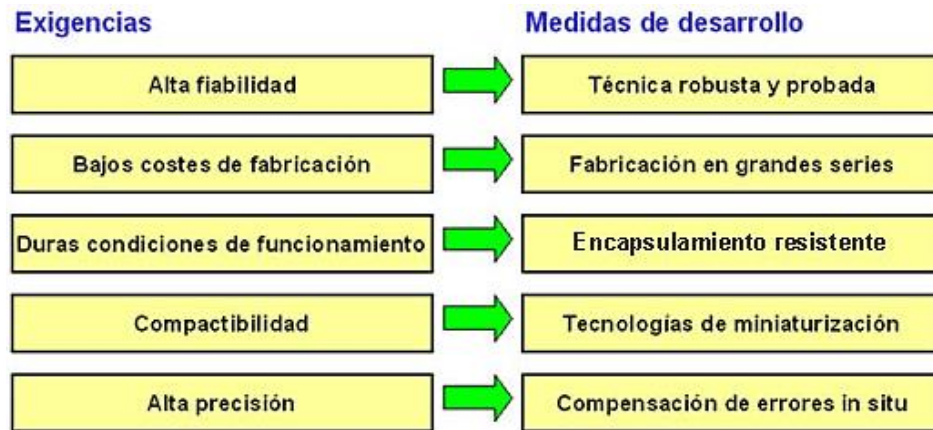 Exigencias
Medidas de desarrollo
Alta fiabilidad
Técnica robusta y probada
Bajos costes de fabricación
Fabricación en grandes series
Duras condiciones de funcionamiento
Encapsulamiento resistente
Compactibilidad
Tecnologías de miniaturización
Alta precisión
Compensación de errores in situ